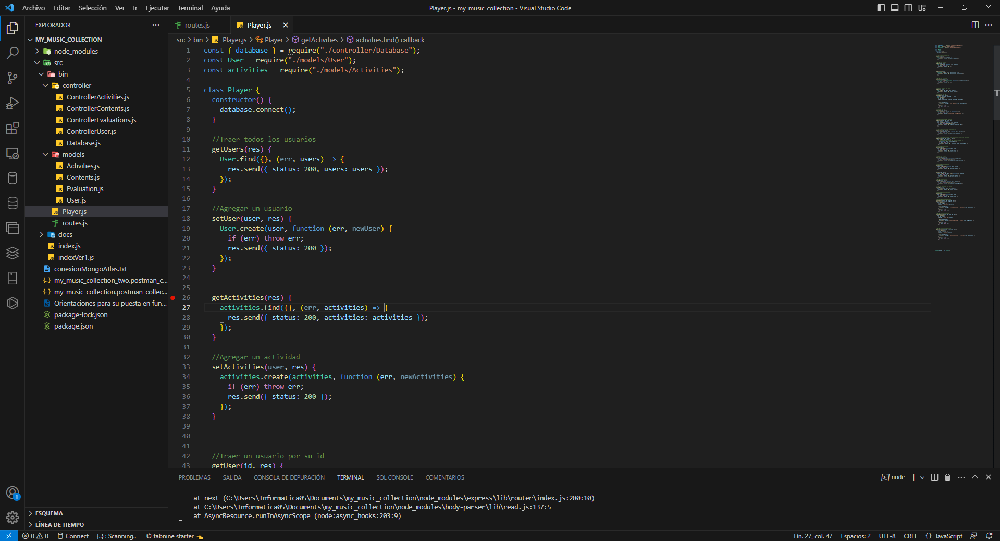 Archivo Editar Selección Ver Ir Ejecutar Terminal Ayuda
Player.js - my_music_collection - Visual Studio Code
EXPLORADOR
MY_MUSIC_COLLECTION
node_modules
src
bin
controller
ControllerActivities.js
ControllerContents.js
ControllerEvaluations.js
ControllerUser.js
Database.js
models
Activities.js
Contents.js
Evaluation.js
User.js
Player.js
routes.js
docs
index.js
indexVer1.js
conexionMongoAtlas.txt
my_music_collection_two.postman_c...
my_music_collection.postman_collec...
Orientaciones para su puesta en fun...
package-lock.json
package.json
ESQUEMA
LÍNEA DE TIEMPO
routes.js
Player.js
src > bin > Player.js > Player > getActivities > activities.find() callback
1 const { database } = require("./controller/Database");
2 const User = require("./models/User");
3 const activities = require("./models/Activities");
4
5 class Player {
6 constructor() {
7 database.connect();
8 }
9
10 //Traer todos los usuarios
11 getUsers(res) {
12 User.find({}, (err, users) => {
13 res.send({ status: 200, users: users });
14 });
15 }
16
17 //Agregar un usuario
18 setUser(user, res) {
19 User.create(user, function (err, newUser) {
20 if (err) throw err;
21 res.send({ status: 200 });
22 });
23 }
24
25
26 getActivities(res) {
27 activities.find({}, (err, activities) => {
28 res.send({ status: 200, activities: activities });
29 });
30 }
31
32 //Agregar un actividad
33 setActivities(user, res) {
34 activities.create(activities, function (err, newActivities) {
35 if (err) throw err;
36 res.send({ status: 200 });
37 });
38 }
39
40
41
42 //Traer un usuario por su id
43 getUser(id, res) {
PROBLEMAS SALIDA CONSOLA DE DEPURACIÓN TERMINAL SQL CONSOLE COMENTARIOS
node
at next (C:\Users\Informatica05\Documents\my_music_collection\node_modules\express\lib\router\index.js:280:10)
at C:\Users\Informatica05\Documents\my_music_collection\node_modules\body-parser\lib\read.js:137:5
at AsyncResource.runInAsyncScope (node:async_hooks:203:9)
1
0 0 Connect {..} : Scanning.. tabnine starter
Lín. 27, col. 47 Espacios: 2 UTF-8 CRLF {} JavaScript